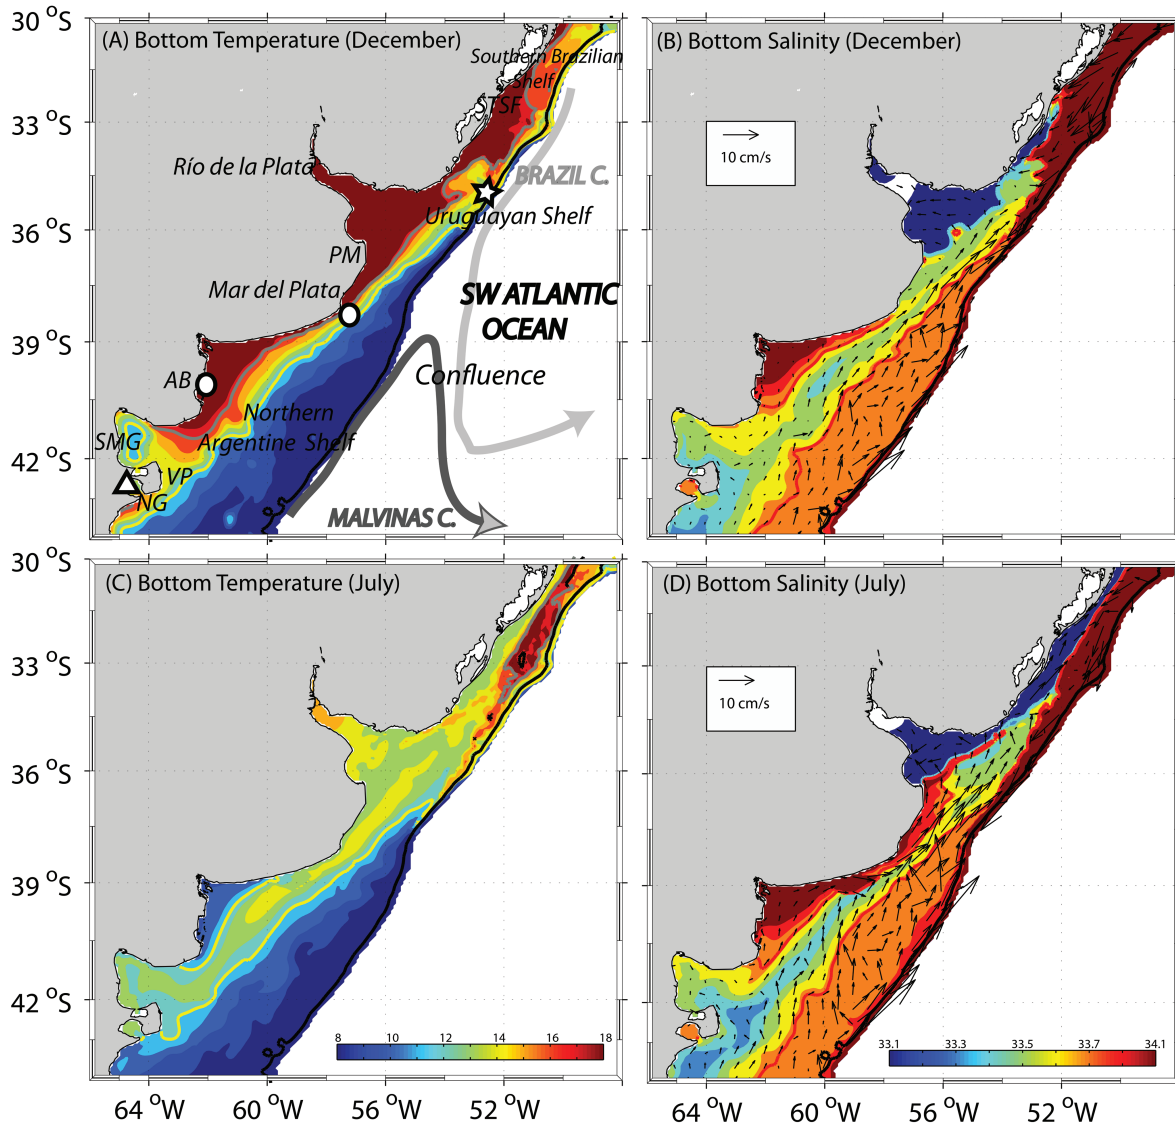 30 °S
(A) Bottom Temperature (December)
Southern Brazilian
Shelf
STSF
33 °S
Río de la Plata
BRAZIL C.
Uruguayan Shelf
36 °S
PM
Mar del Plata
SW ATLANTIC
OCEAN
39 °S
Confluence
AB
Northern
Argentine Shelf
SMG
42 °S
VP
NG
MALVINAS C.
(B) Bottom Salinity (December)
10 cm/s
30 °S
(C) Bottom Temperature (July)
33 °S
36 °S
39 °S
42 °S
8 10 12 14 16 18
64 °W 60 °W 56 °W 52 °W
(D) Bottom Salinity (July)
10 cm/s
33.1 33.3 33.5 33.7 34.1
64 °W 60 °W 56 °W 52 °W